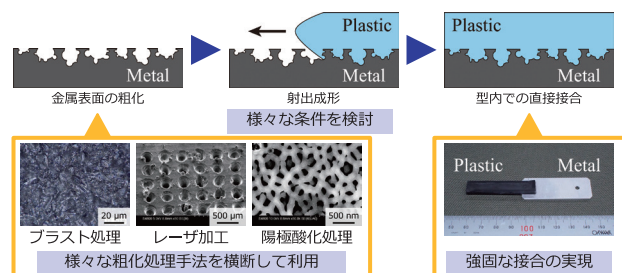 Plastic
Plastic
Metal
Metal
Metal
金属表面の粗化
射出成形
型内での直接接合
様々な条件を検討
Plastic
Metal
20 μm
500 μm
500 nm
100
ブラスト処理
レーザ加工
陽極酸化処理
様々な粗化処理手法を横断して利用
強固な接合の実現